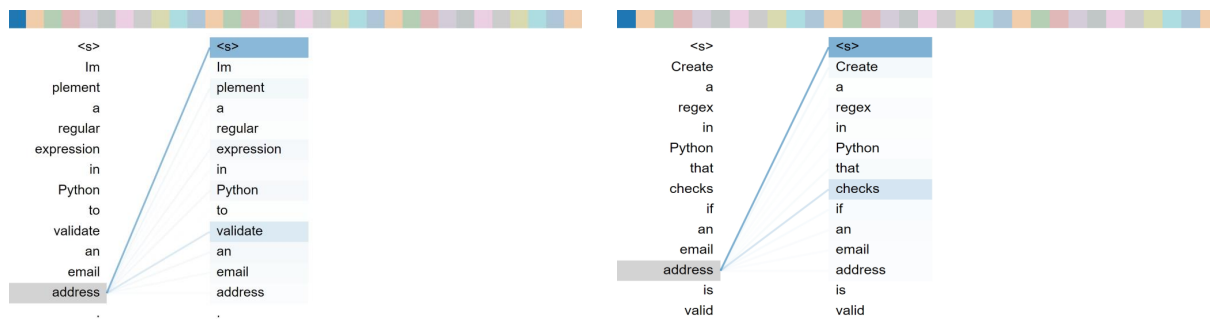 <s> <s>
Im Im
plement plement
a a
regular regular
expression expression
in in
Python Python
to to
validate validate
an an
email email
address address
. .
<s> <s>
Create Create
a a
regex regex
in in
Python Python
that that
checks checks
if if
an an
email email
address address
is is
valid valid